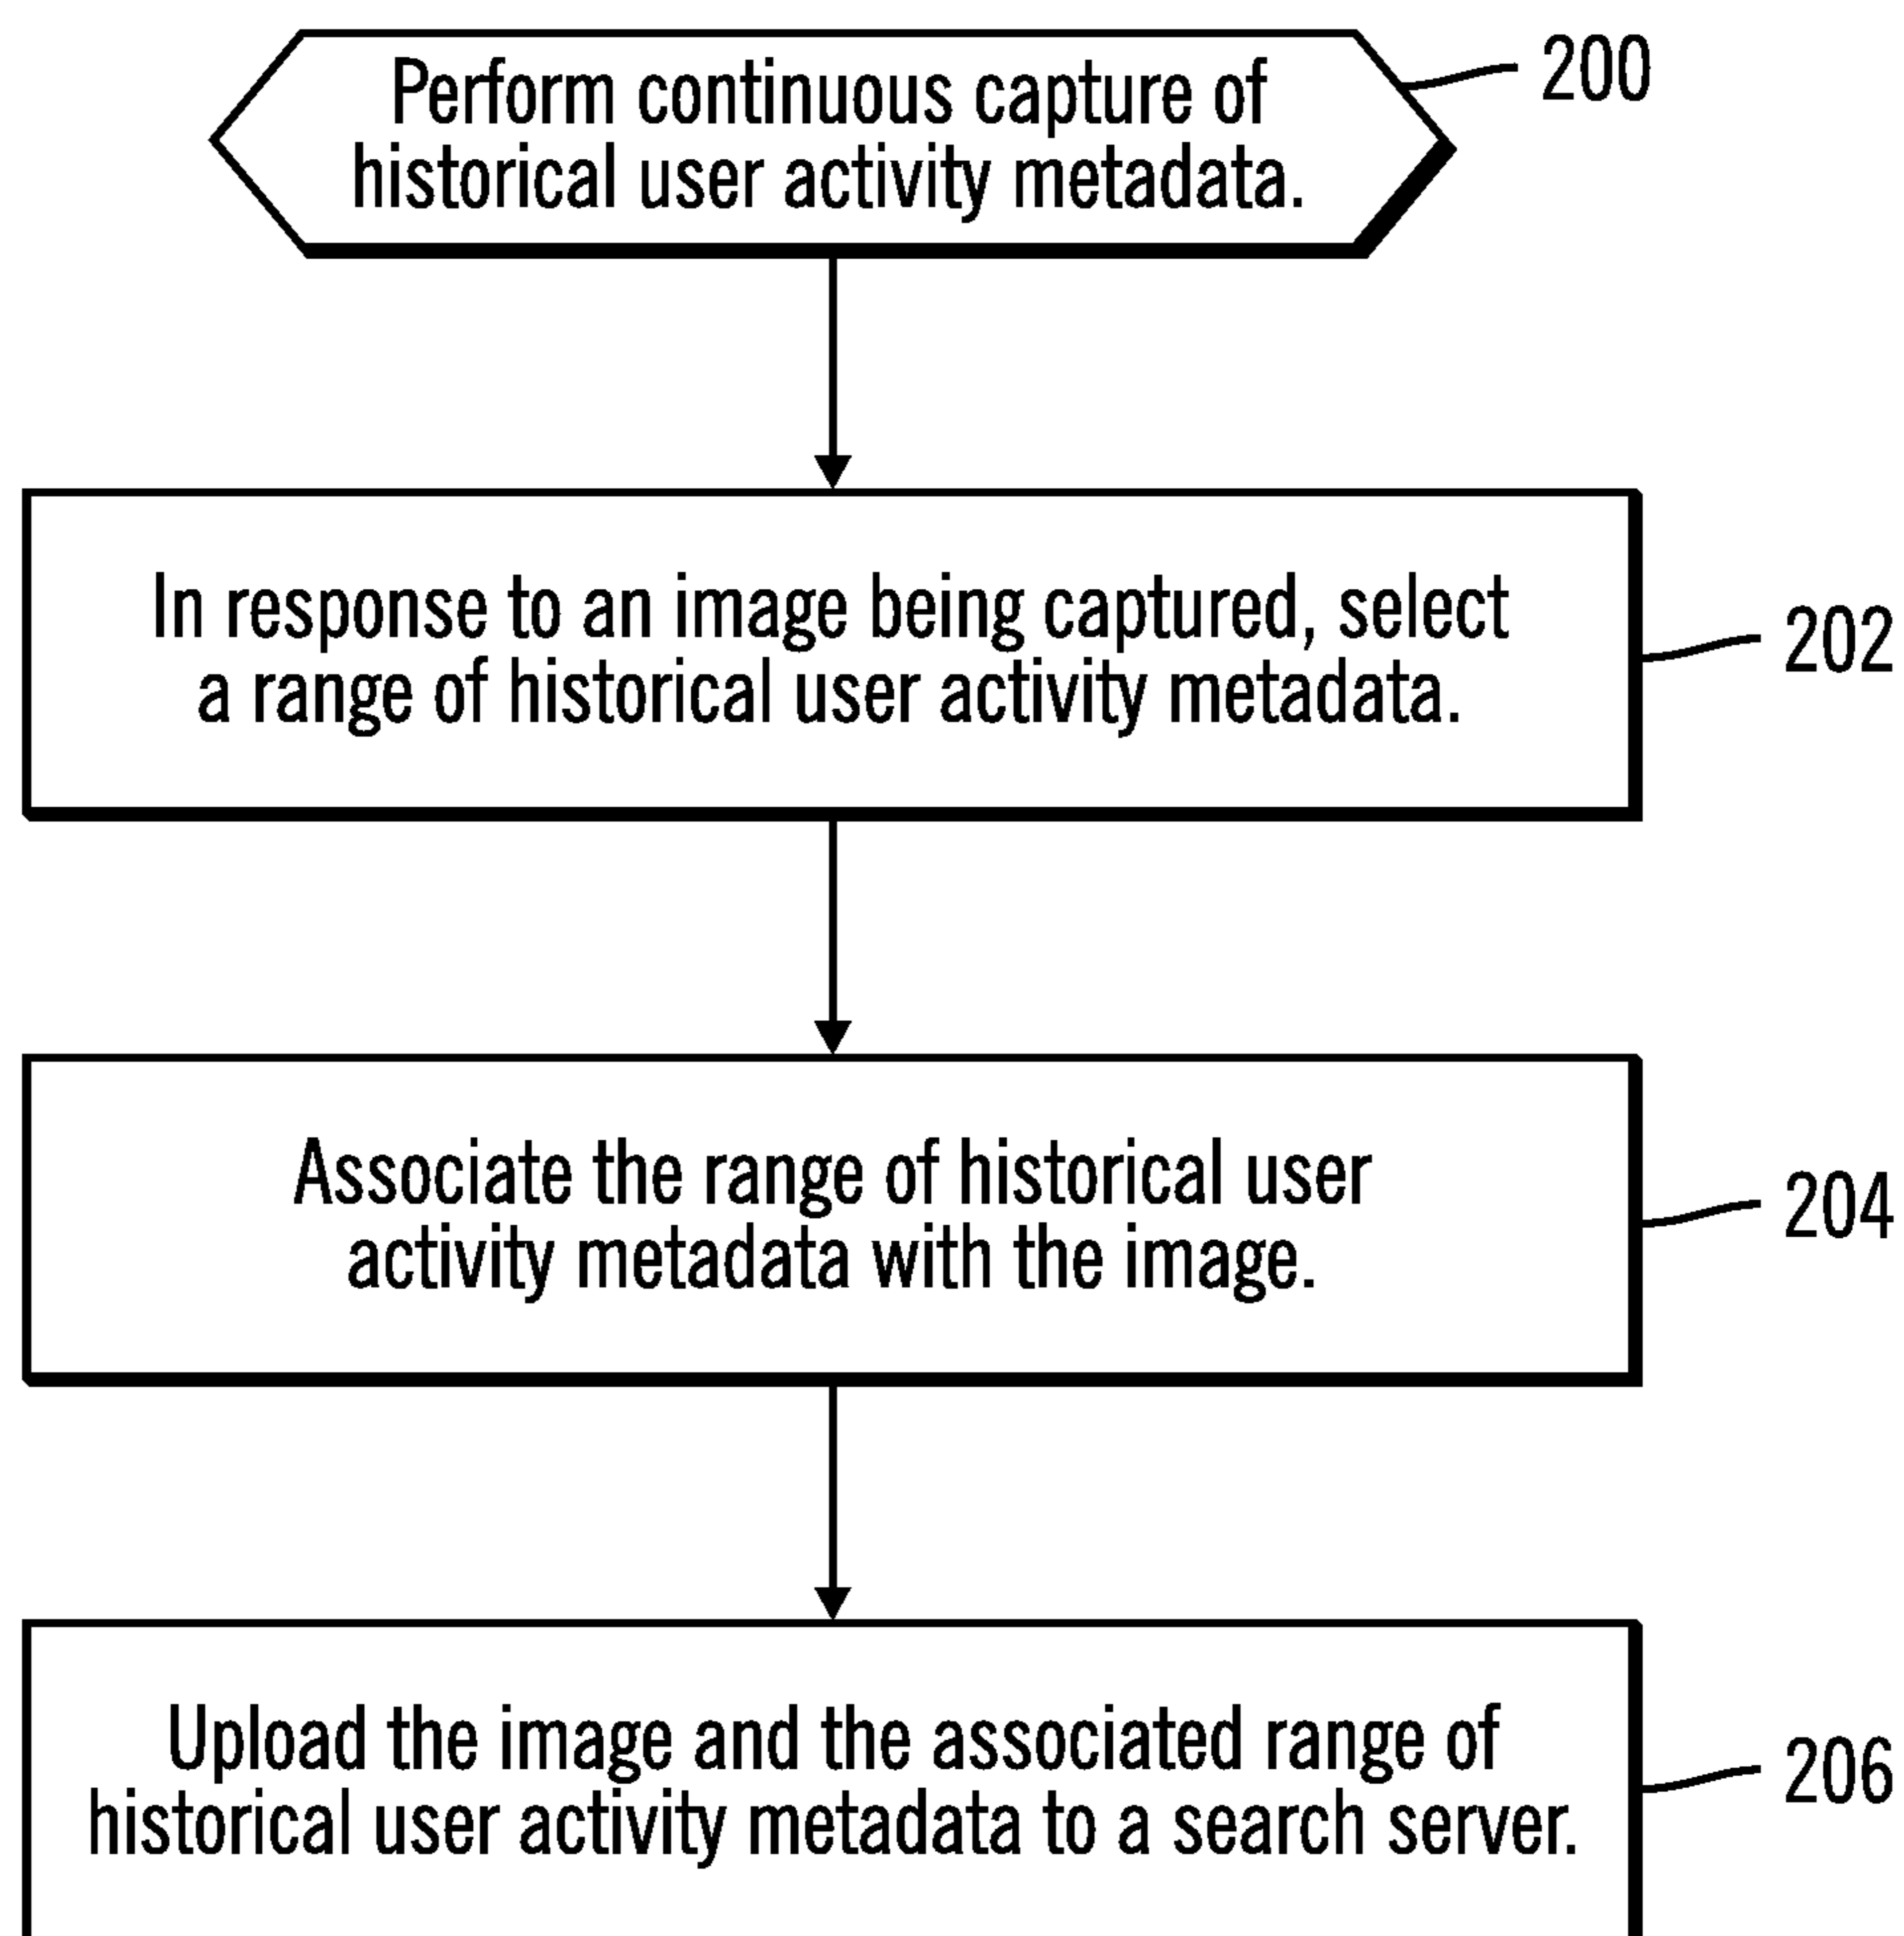 Perform continuous capture of
historical user activity metadata.
200
In response to an image being captured, select
a range of historical user activity metadata.
202
Associate the range of historical user
activity metadata with the image.
204
Upload the image and the associated range of
historical user activity metadata to a search server.
206